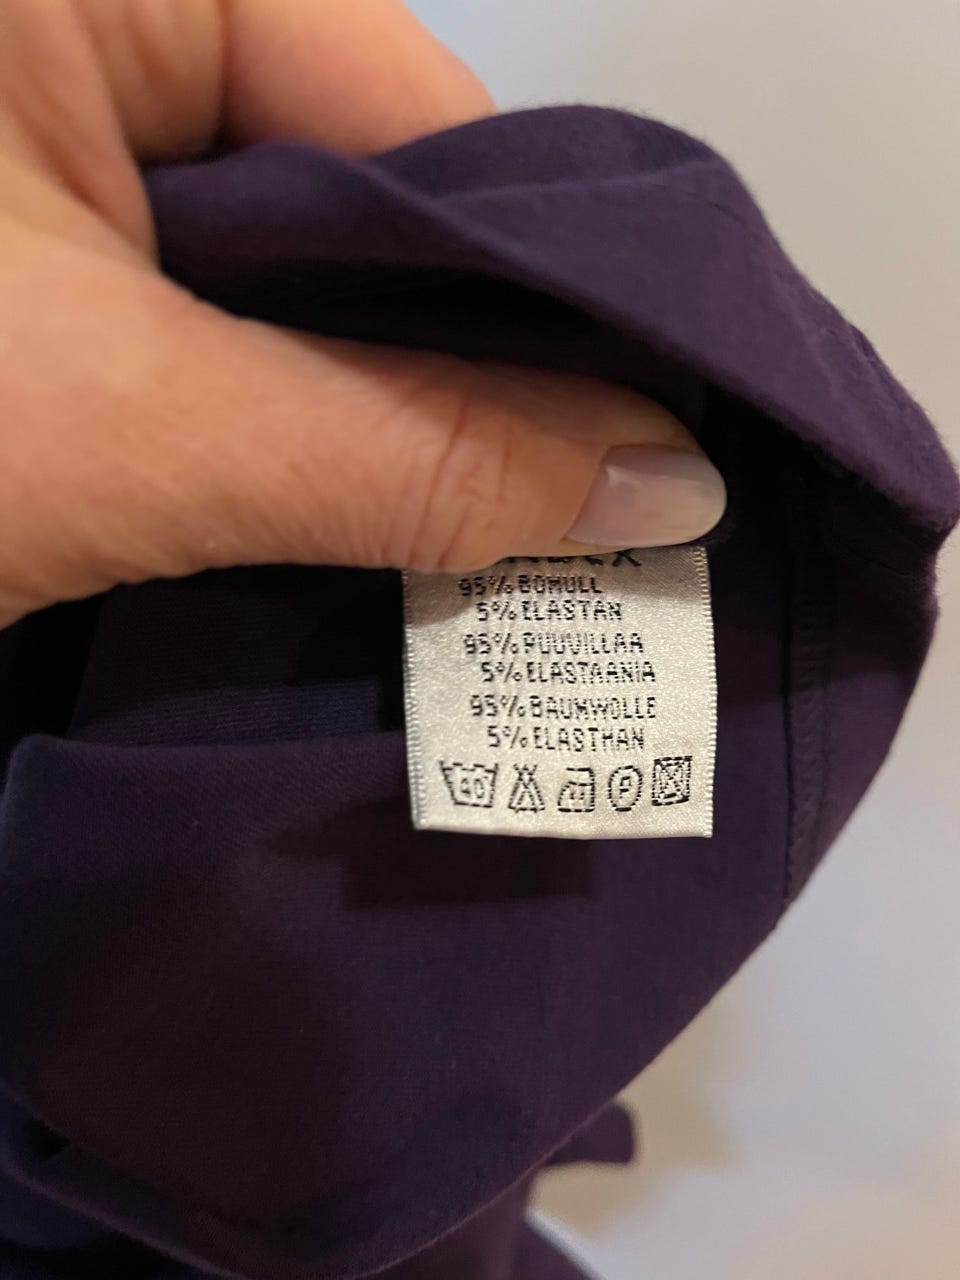 95% BOMULL
5% ELASTAN
95% PUUVILLAA
5% ELASTAANIA
95% BAUMWOLLE
5% ELASTHAN
40 P